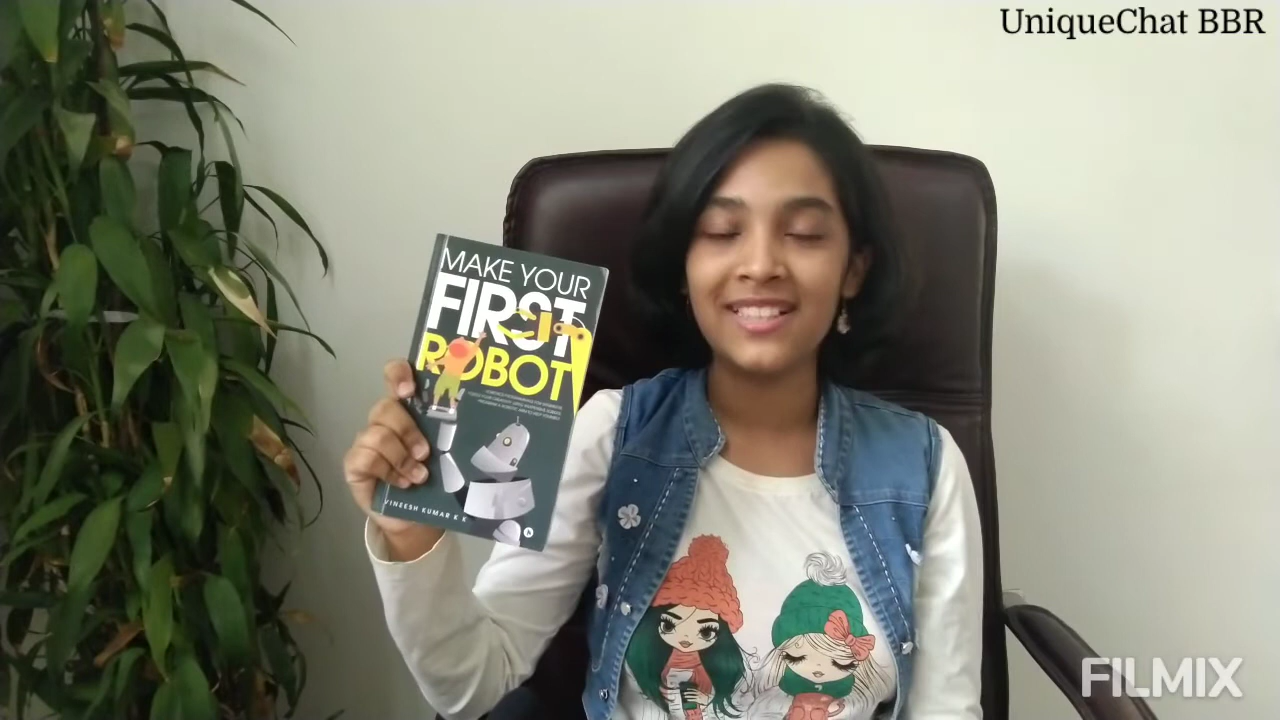 UniqueChat BBR
MAKE YOUR
FIRST
ROBOT
VINEESH KUMAR K K
FILMIX